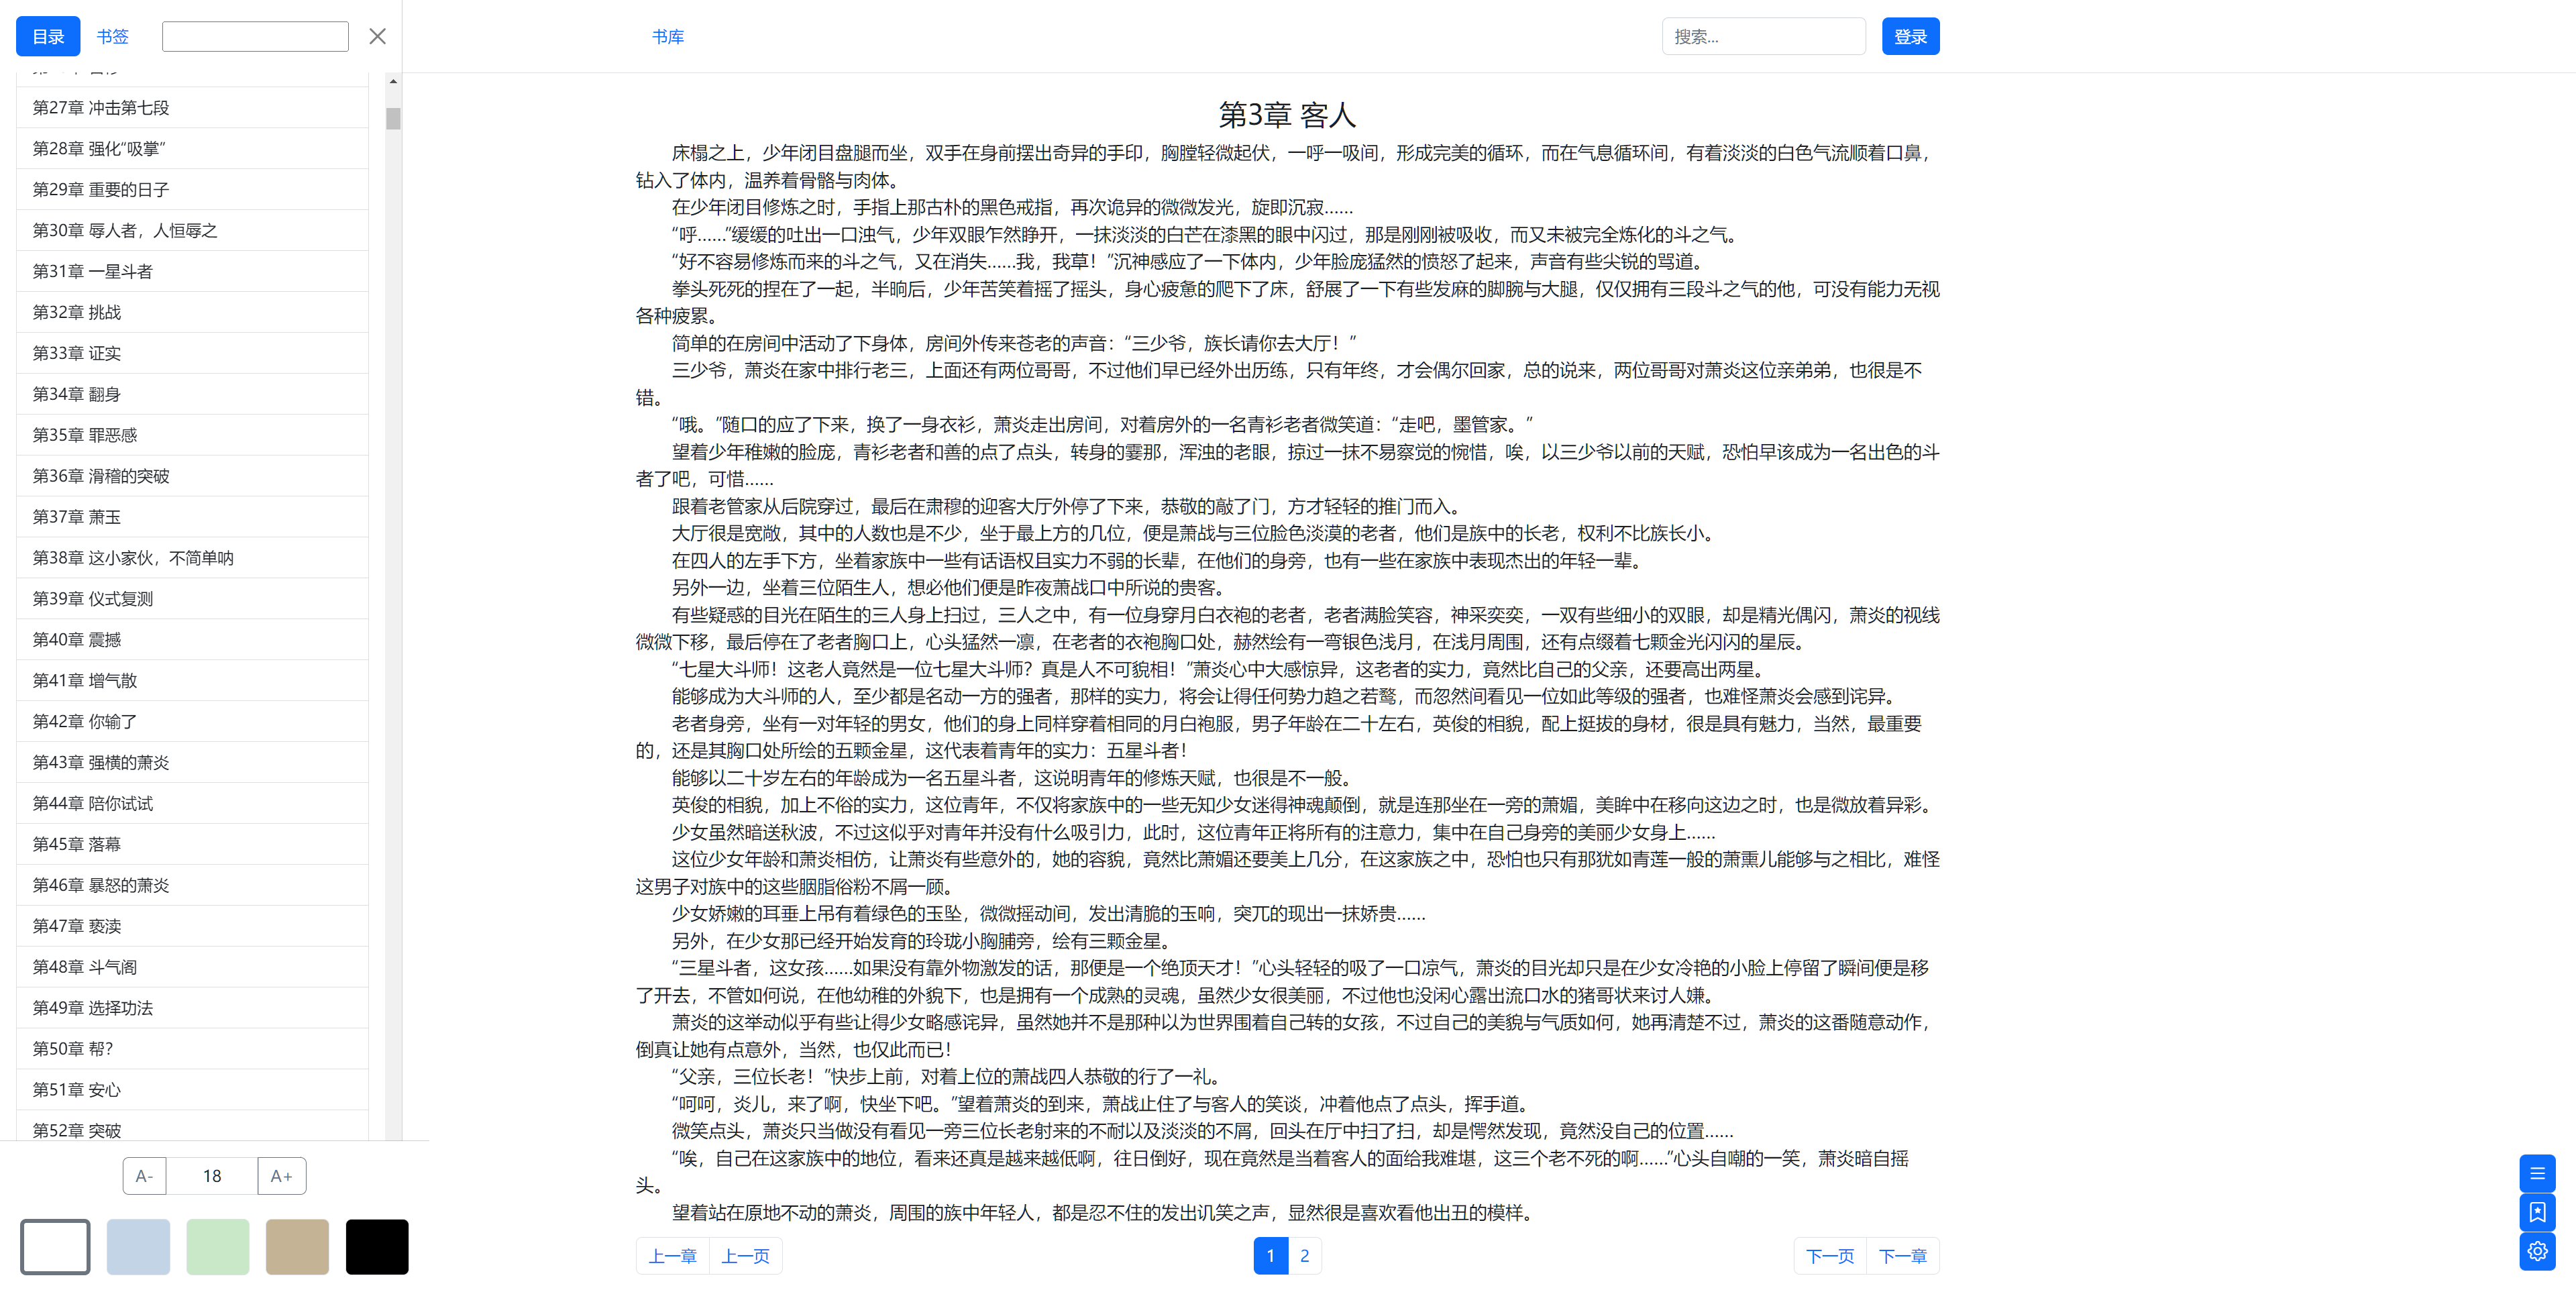 目录
书签
第27章 冲击第七段
第28章 强化“吸掌”
第29章 重要的日子
第30章 辱人者，人恒辱之
第31章 一星斗者
第32章 挑战
第33章 证实
第34章 翻身
第35章 罪恶感
第36章 滑稽的突破
第37章 萧玉
第38章 这小家伙，不简单呐
第39章 仪式复测
第40章 震撼
第41章 增气散
第42章 你输了
第43章 强横的萧炎
第44章 陪你试试
第45章 落幕
第46章 暴怒的萧炎
第47章 亵渎
第48章 斗气阁
第49章 选择功法
第50章 帮？
第51章 安心
第52章 突破
A- 18 A+
书库
搜索...
登录
第3章 客人
床榻之上，少年闭目盘腿而坐，双手在身前摆出奇异的手印，胸膛轻微起伏，一呼一吸间，形成完美的循环，而在气息循环间，有着淡淡的白色气流顺着口鼻，
钻入了体内，温养着骨骼与肉体。
在少年闭目修炼之时，手指上那古朴的黑色戒指，再次诡异的微微发光，旋即沉寂……
“呼……”缓缓的吐出一口浊气，少年双眼乍然睁开，一抹淡淡的白芒在漆黑的眼中闪过，那是刚刚被吸收，而又未被完全炼化的斗之气。
“好不容易修炼而来的斗之气，又在消失……我，我草！”沉神感应了一下体内，少年脸庞猛然的愤怒了起来，声音有些尖锐的骂道。
拳头死死的捏在了一起，半晌后，少年苦笑着摇了摇头，身心疲惫的爬下了床，舒展了一下有些发麻的脚腕与大腿，仅仅拥有三段斗之气的他，可没有能力无视
各种疲累。
简单的在房间中活动了下身体，房间外传来苍老的声音：“三少爷，族长请你去大厅！”
三少爷，萧炎在家中排行老三，上面还有两位哥哥，不过他们早已经外出历练，只有年终，才会偶尔回家，总的说来，两位哥哥对萧炎这位亲弟弟，也很是不
错。
“哦。”随口的应了下来，换了一身衣衫，萧炎走出房间，对着房外的一名青衫老者微笑道：“走吧，墨管家。”
望着少年稚嫩的脸庞，青衫老者和善的点了点头，转身的霎那，浑浊的老眼，掠过一抹不易察觉的惋惜，唉，以三少爷以前的天赋，恐怕早该成为一名出色的斗
者了吧，可惜……
跟着老管家从后院穿过，最后在肃穆的迎客大厅外停了下来，恭敬的敲了门，方才轻轻的推门而入。
大厅很是宽敞，其中的人数也是不少，坐于最上方的几位，便是萧战与三位脸色淡漠的老者，他们是族中的长老，权利不比族长小。
在四人的左手下方，坐着家族中一些有话语权且实力不弱的长辈，在他们的身旁，也有一些在家族中表现杰出的年轻一辈。
另外一边，坐着三位陌生人，想必他们便是昨夜萧战口中所说的贵客。
有些疑惑的目光在陌生的三人身上扫过，三人之中，有一位身穿月白衣袍的老者，老者满脸笑容，神采奕奕，一双有些细小的双眼，却是精光偶闪，萧炎的视线
微微下移，最后停在了老者胸口上，心头猛然一凛，在老者的衣袍胸口处，赫然绘有一弯银色浅月，在浅月周围，还有点缀着七颗金光闪闪的星辰。
“七星大斗师！这老人竟然是一位七星大斗师？真是人不可貌相！”萧炎心中大感惊异，这老者的实力，竟然比自己的父亲，还要高出两星。
能够成为大斗师的人，至少都是名动一方的强者，那样的实力，将会让得任何势力趋之若鹜，而忽然间看见一位如此等级的强者，也难怪萧炎会感到诧异。
老者身旁，坐有一对年轻的男女，他们的身上同样穿着相同的月白袍服，男子年龄在二十左右，英俊的相貌，配上挺拔的身材，很是具有魅力，当然，最重要
的，还是其胸口处所绘的五颗金星，这代表着青年的实力：五星斗者！
能够以二十岁左右的年龄成为一名五星斗者，这说明青年的修炼天赋，也很是不一般。
英俊的相貌，加上不俗的实力，这位青年，不仅将家族中的一些无知少女迷得神魂颠倒，就是连那坐在一旁的萧媚，美眸中在移向这边之时，也是微放着异彩。
少女虽然暗送秋波，不过这似乎对青年并没有什么吸引力，此时，这位青年正将所有的注意力，集中在自己身旁的美丽少女身上……
这位少女年龄和萧炎相仿，让萧炎有些意外的，她的容貌，竟然比萧媚还要美上几分，在这家族之中，恐怕也只有那犹如青莲一般的萧熏儿能够与之相比，难怪
这男子对族中的这些胭脂俗粉不屑一顾。
少女娇嫩的耳垂上吊有着绿色的玉坠，微微摇动间，发出清脆的玉响，突兀的现出一抹娇贵……
另外，在少女那已经开始发育的玲珑小胸脯旁，绘有三颗金星。
“三星斗者，这女孩……如果没有靠外物激发的话，那便是一个绝顶天才！”心头轻轻的吸了一口凉气，萧炎的目光却只是在少女冷艳的小脸上停留了瞬间便是移
了开去，不管如何说，在他幼稚的外貌下，也是拥有一个成熟的灵魂，虽然少女很美丽，不过他也没闲心露出流口水的猪哥状来讨人嫌。
萧炎的这举动似乎有些让得少女略感诧异，虽然她并不是那种以为世界围着自己转的女孩，不过自己的美貌与气质如何，她再清楚不过，萧炎的这番随意动作，
倒真让她有点意外，当然，也仅此而已！
“父亲，三位长老！”快步上前，对着上位的萧战四人恭敬的行了一礼。
“呵呵，炎儿，来了啊，快坐下吧。”望着萧炎的到来，萧战止住了与客人的笑谈，冲着他点了点头，挥手道。
微笑点头，萧炎只当做没有看见一旁三位长老射来的不耐以及淡淡的不屑，回头在厅中扫了扫，却是愕然发现，竟然没自己的位置……
“唉，自己在这家族中的地位，看来还真是越来越低啊，往日倒好，现在竟然是当着客人的面给我难堪，这三个老不死的啊……”心头自嘲的一笑，萧炎暗自摇
头。
望着站在原地不动的萧炎，周围的族中年轻人，都是忍不住的发出讥笑之声，显然很是喜欢看他出丑的模样。
上一章 上一页
1 2
下一页 下一章